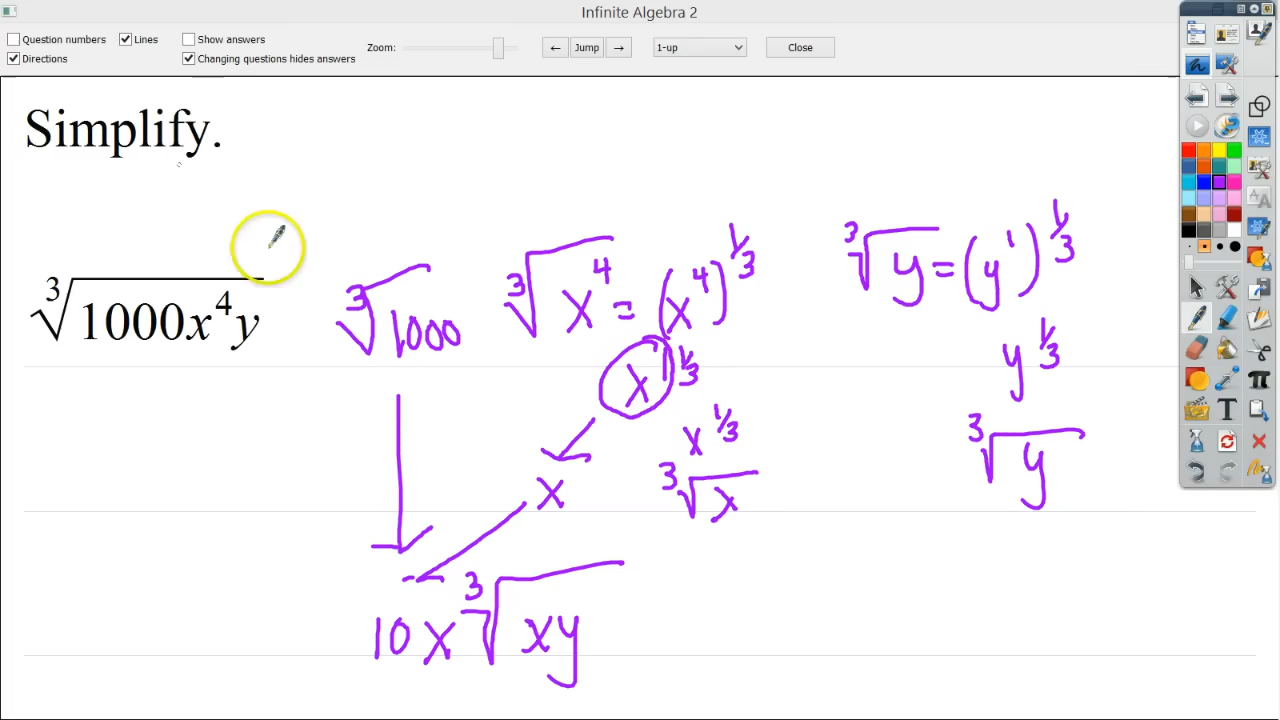 Infinite Algebra 2
Question numbers Lines Show answers Zoom: ← Jump → 1-up Close
Directions Changing questions hides answers
Simplify.
∛(1000x⁴y)
∛1000 ∛x⁴ = (x⁴)^1/3 ∛y = (y¹)^1/3
x^1 1/3 y^1/3
x^1/3
x ∛x ∛y
10x ∛xy